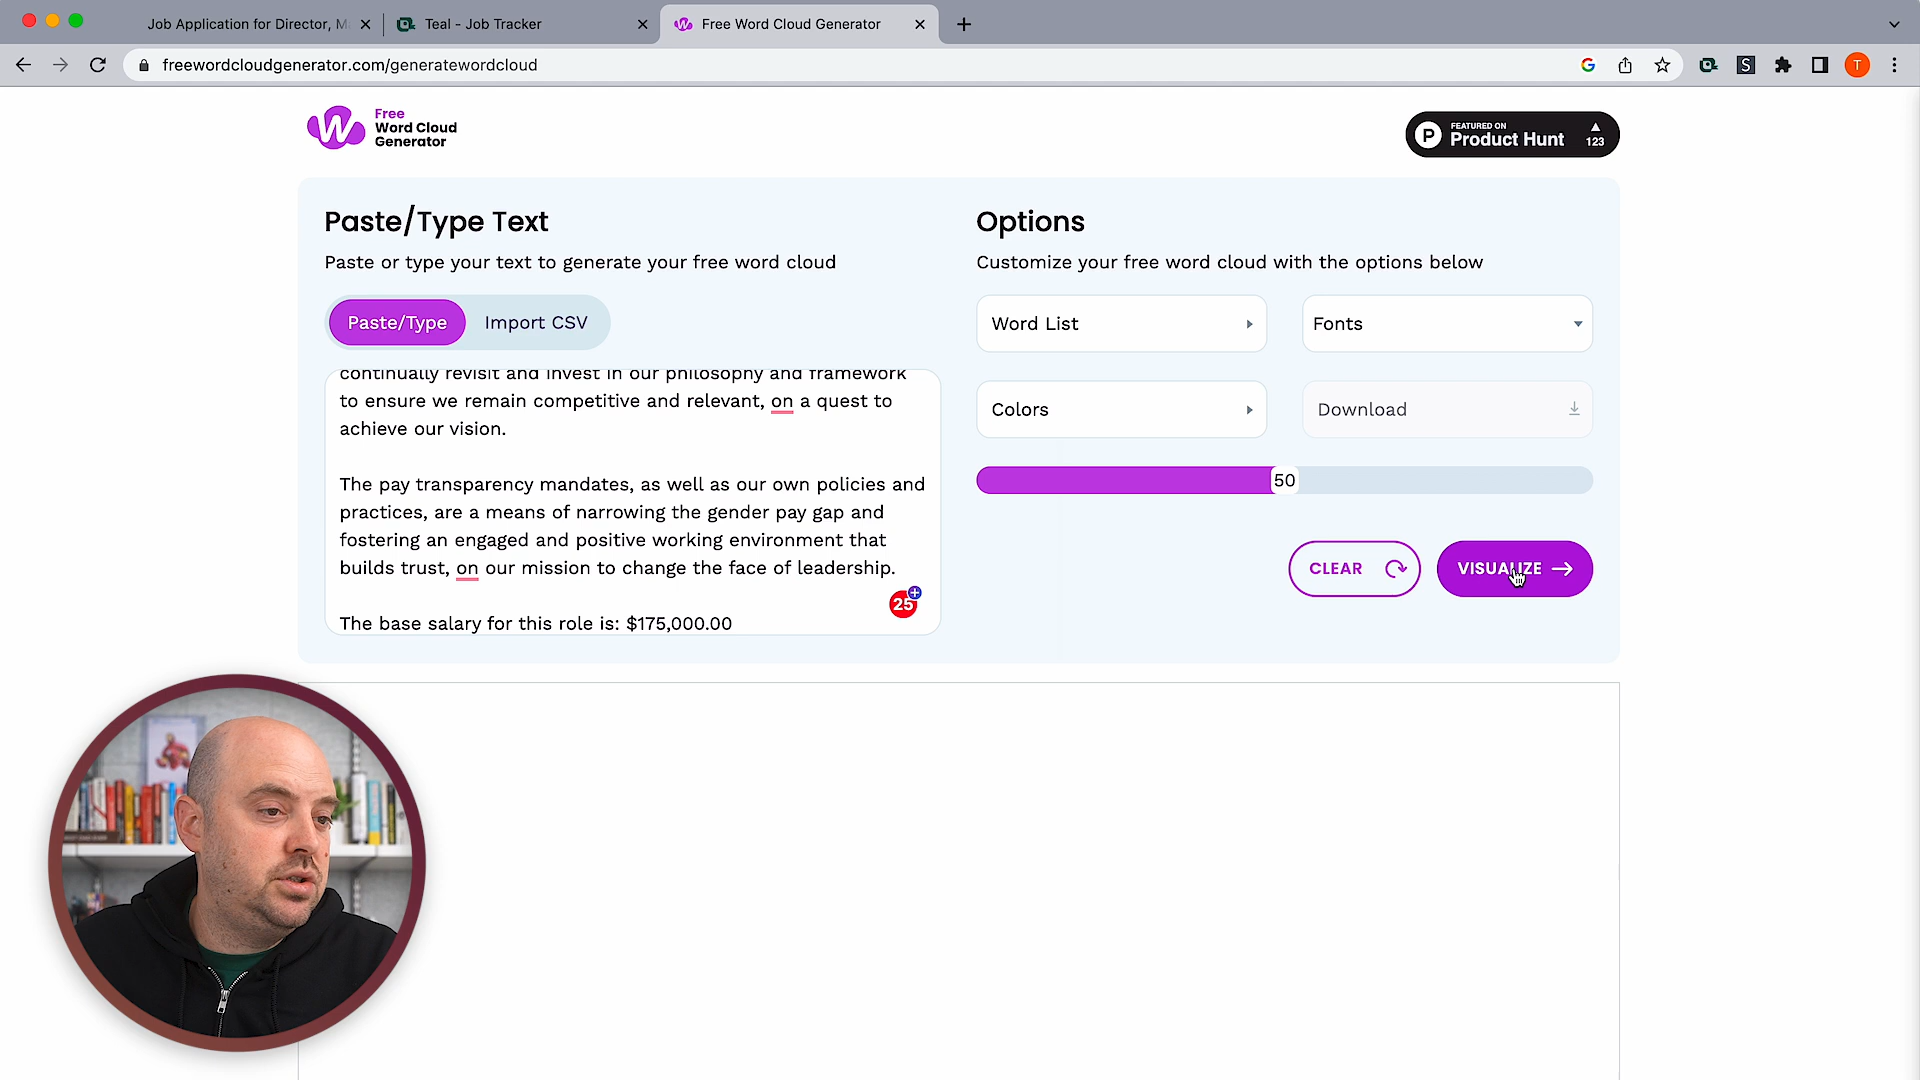 Job Application for Director, M
Teal - Job Tracker
Free Word Cloud Generator
freewordcloudgenerator.com/generatewordcloud
G
S
T
W
Free
Word Cloud
Generator
P
FEATURED ON
Product Hunt
123
Paste/Type Text
Paste or type your text to generate your free word cloud
Paste/Type
Import CSV
continually revisit and invest in our philosophy and framework
to ensure we remain competitive and relevant, on a quest to
achieve our vision.
The pay transparency mandates, as well as our own policies and
practices, are a means of narrowing the gender pay gap and
fostering an engaged and positive working environment that
builds trust, on our mission to change the face of leadership.
The base salary for this role is: $175,000.00
25
Options
Customize your free word cloud with the options below
Word List
Fonts
Colors
Download
50
CLEAR
VISUALIZE